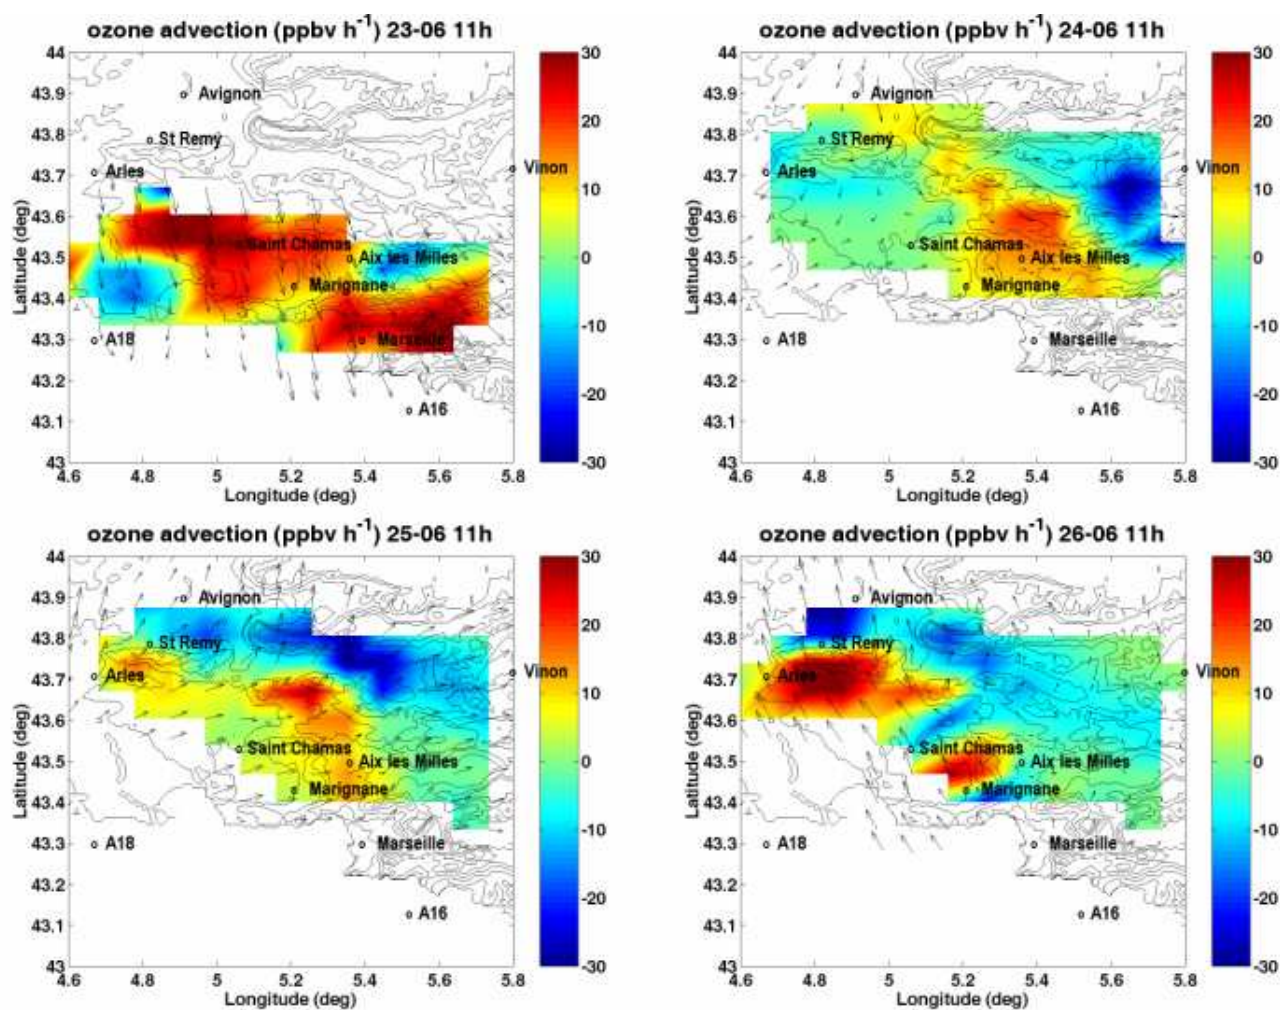 ozone advection (ppbv h⁻¹) 23-06 11h
44
43.9
43.8
43.7
43.6
43.5
43.4
43.3
43.2
43.1
43
Latitude (deg)
Avignon
St Remy
Arles
Vinon
Saint Chamas
Aix les Milles
Marignane
A18
Marseille
A16
4.6 4.8 5 5.2 5.4 5.6 5.8
Longitude (deg)
30
20
10
0
-10
-20
-30
ozone advection (ppbv h⁻¹) 24-06 11h
44
43.9
43.8
43.7
43.6
43.5
43.4
43.3
43.2
43.1
43
Latitude (deg)
Avignon
St Remy
Arles
Vinon
Saint Chamas
Aix les Milles
Marignane
A18
Marseille
A16
4.6 4.8 5 5.2 5.4 5.6 5.8
Longitude (deg)
30
20
10
0
-10
-20
-30
ozone advection (ppbv h⁻¹) 25-06 11h
44
43.9
43.8
43.7
43.6
43.5
43.4
43.3
43.2
43.1
43
Latitude (deg)
Avignon
St Remy
Arles
Vinon
Saint Chamas
Aix les Milles
Marignane
A18
Marseille
A16
4.6 4.8 5 5.2 5.4 5.6 5.8
Longitude (deg)
30
20
10
0
-10
-20
-30
ozone advection (ppbv h⁻¹) 26-06 11h
44
43.9
43.8
43.7
43.6
43.5
43.4
43.3
43.2
43.1
43
Latitude (deg)
Avignon
St Remy
Arles
Vinon
Saint Chamas
Aix les Milles
Marignane
A18
Marseille
A16
4.6 4.8 5 5.2 5.4 5.6 5.8
Longitude (deg)
30
20
10
0
-10
-20
-30